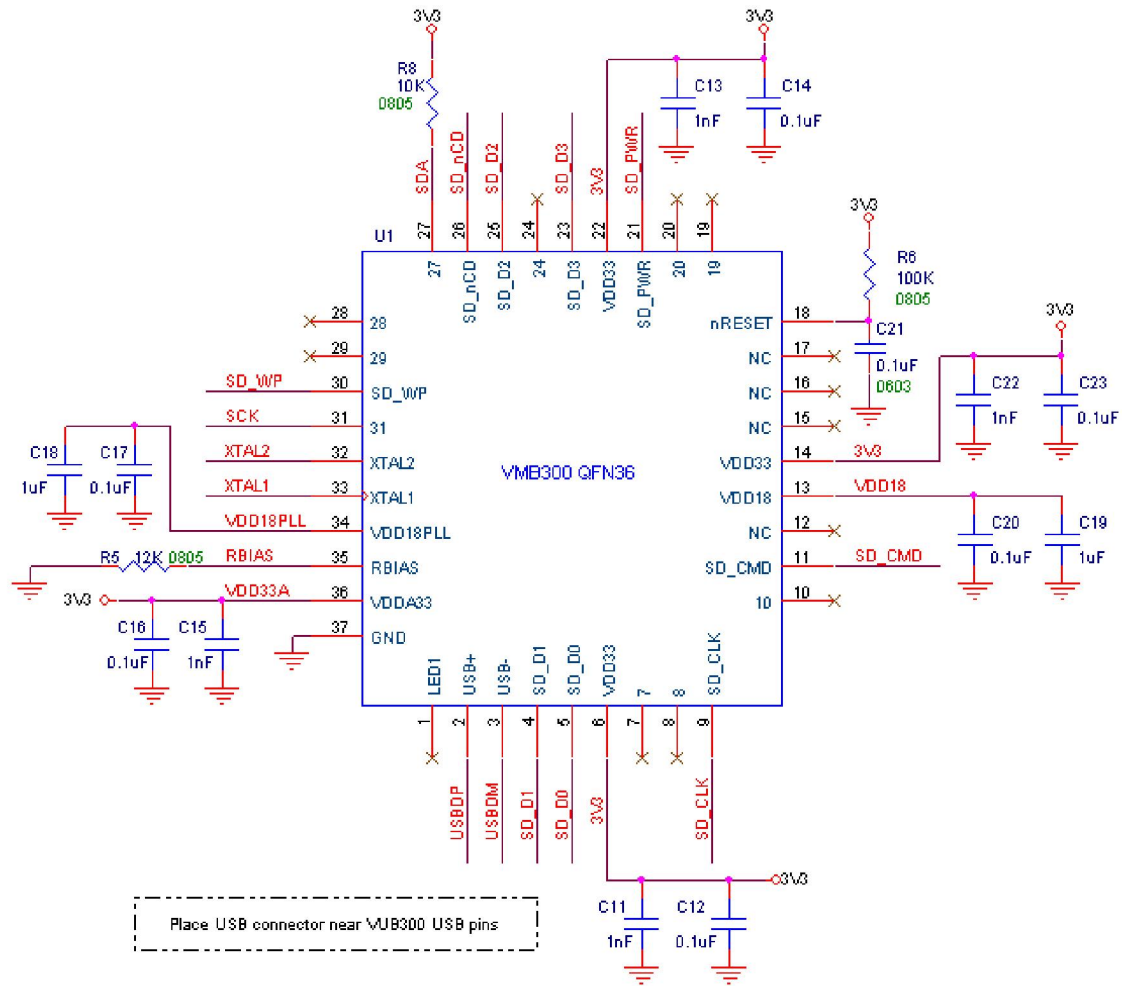 3V3
3V3
R8
10K
0805
C13
1nF
C14
0.1uF
SDA
SD_nCD
SD_D2
SD_D3
3V3
SD_PWR
27
26
25
24
23
22
21
20
19
U1
27
SD_nCD
SD_D2
24
SD_D3
VDD33
SD_PWR
20
19
3V3
R6
100K
0805
28
28
29
29
SD_WP
30
SD_WP
SCK
31
31
XTAL2
32
XTAL2
XTAL1
33
XTAL1
VDD18PLL
34
VDD18PLL
R5
12K
0805
RBIAS
35
RBIAS
3V3
VDD33A
36
VDDA33
37
GND
C18
1uF
C17
0.1uF
C16
0.1uF
C15
1nF
VMB300 QFN36
nRESET
18
C21
0.1uF
0603
NC
17
NC
16
NC
15
VDD33
14
3V3
VDD18
13
VDD18
NC
12
SD_CMD
11
SD_CMD
10
10
3V3
C22
1nF
C23
0.1uF
C20
0.1uF
C19
1uF
LED1
USB+
USB-
SD_D1
SD_D0
VDD33
7
8
SD_CLK
1
2
3
4
5
6
7
8
9
USBDP
USBDM
SD_D1
SD_D0
3V3
SD_CLK
3V3
C11
1nF
C12
0.1uF
Place USB connector near VUB300 USB pins